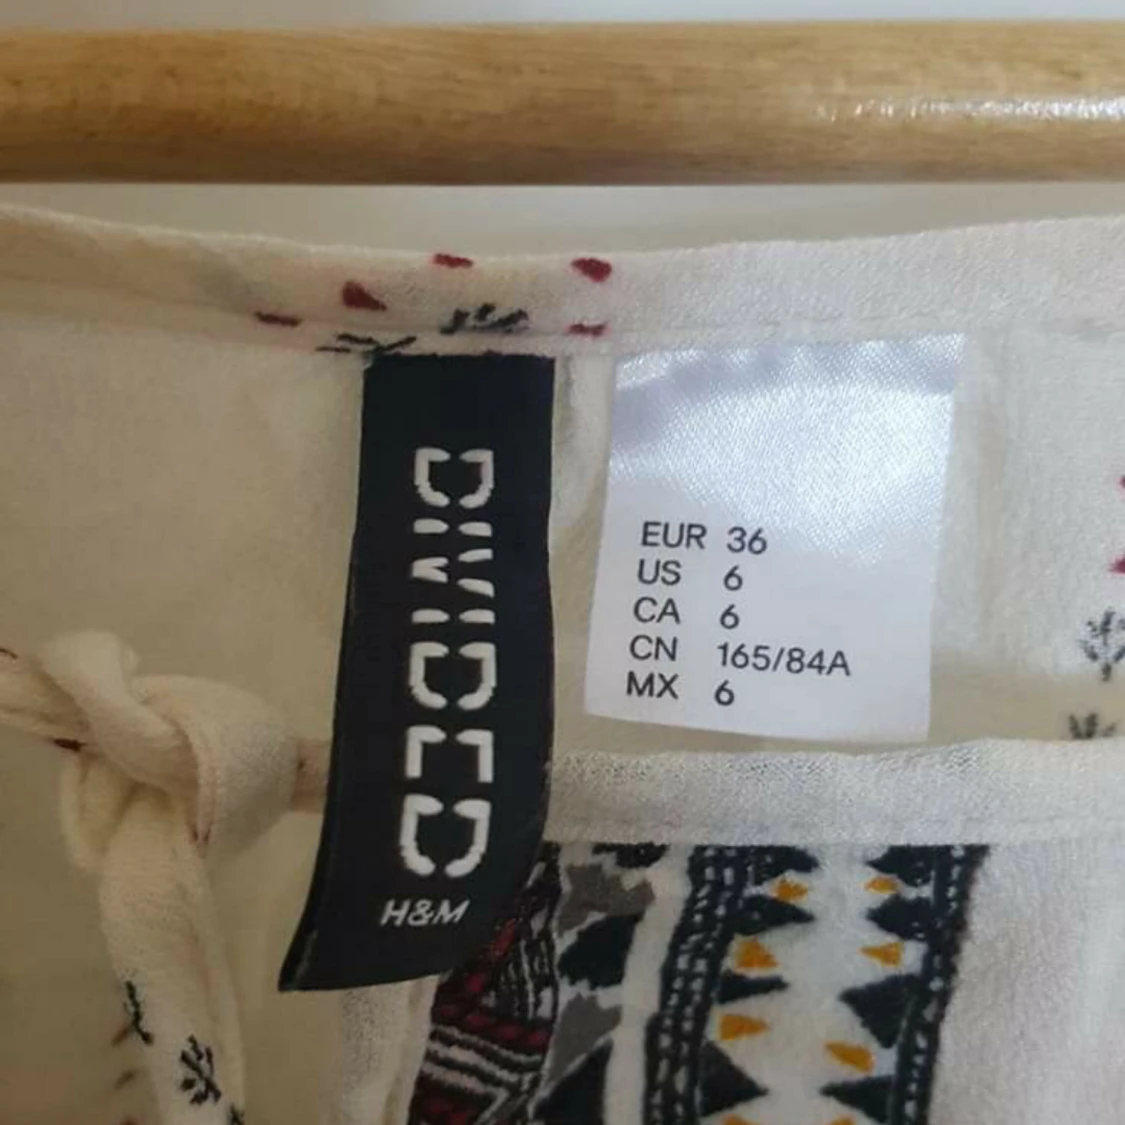 DIVIDED
H&M
EUR 36
US 6
CA 6
CN 165/84A
MX 6